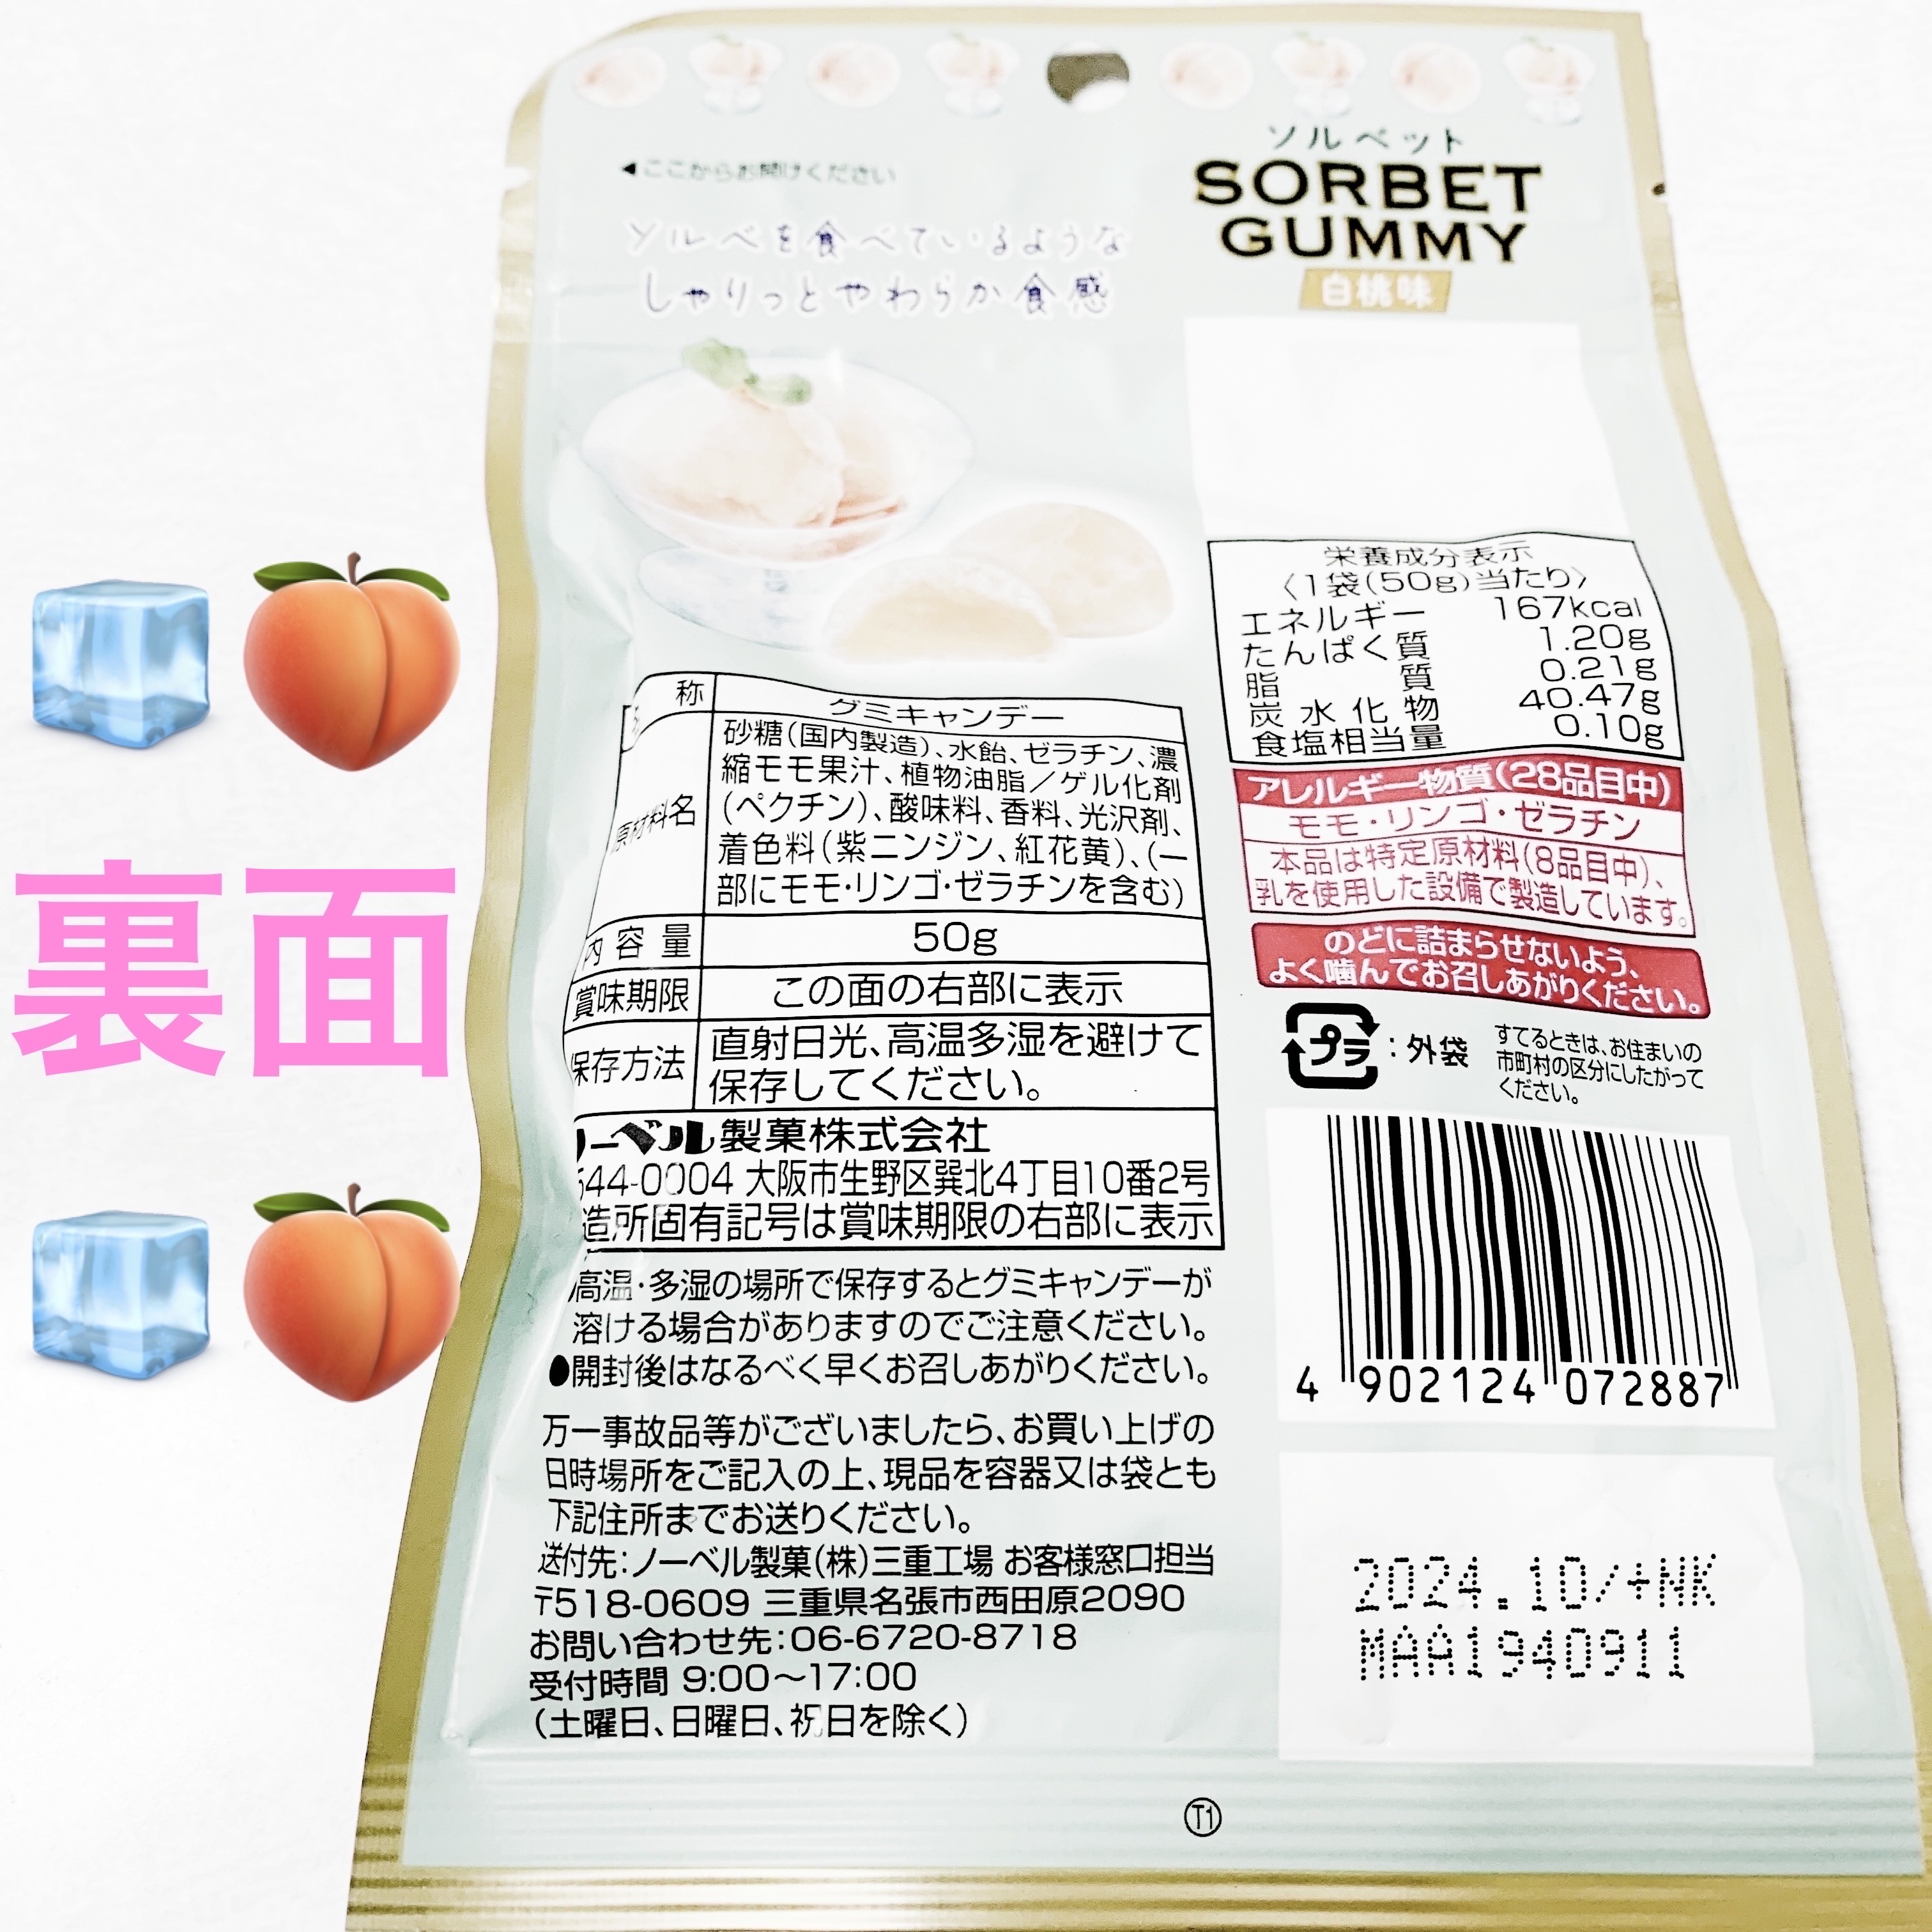 ◀ここからお開けください
ソルベを食べているような
しゃりっとやわらか食感
ソルベット
SORBET
GUMMY
白桃味
裏面
称 グミキャンデー
原材料名
砂糖(国内製造)、水飴、ゼラチン、濃
縮モモ果汁、植物油脂/ゲル化剤
(ペクチン)、酸味料、香料、光沢剤、
着色料(紫ニンジン、紅花黄)、(一
部にモモ・リンゴ・ゼラチンを含む)
内容量 50g
賞味期限 この面の右部に表示
保存方法 直射日光、高温多湿を避けて
保存してください。
ノーベル製菓株式会社
544-0004 大阪市生野区巽北4丁目10番2号
造所固有記号は賞味期限の右部に表示
高温・多湿の場所で保存するとグミキャンデーが
溶ける場合がありますのでご注意ください。
●開封後はなるべく早くお召しあがりください。
万一事故品等がございましたら、お買い上げの
日時場所をご記入の上、現品を容器又は袋とも
下記住所までお送りください。
送付先:ノーベル製菓(株)三重工場 お客様窓口担当
〒518-0609 三重県名張市西田原2090
お問い合わせ先:06-6720-8718
受付時間 9:00〜17:00
(土曜日、日曜日、祝日を除く)
栄養成分表示
〈1袋(50g)当たり〉
エネルギー 167kcal
たんぱく質 1.20g
脂質 0.21g
炭水化物 40.47g
食塩相当量 0.10g
アレルギー物質(28品目中)
モモ・リンゴ・ゼラチン
本品は特定原材料(8品目中)、
乳を使用した設備で製造しています。
のどに詰まらせないよう、
よく噛んでお召しあがりください。
プラ:外袋
すてるときは、お住まいの
市町村の区分にしたがって
ください。
4 902124 072887
2024.10/+NK
MAA1940911
T1